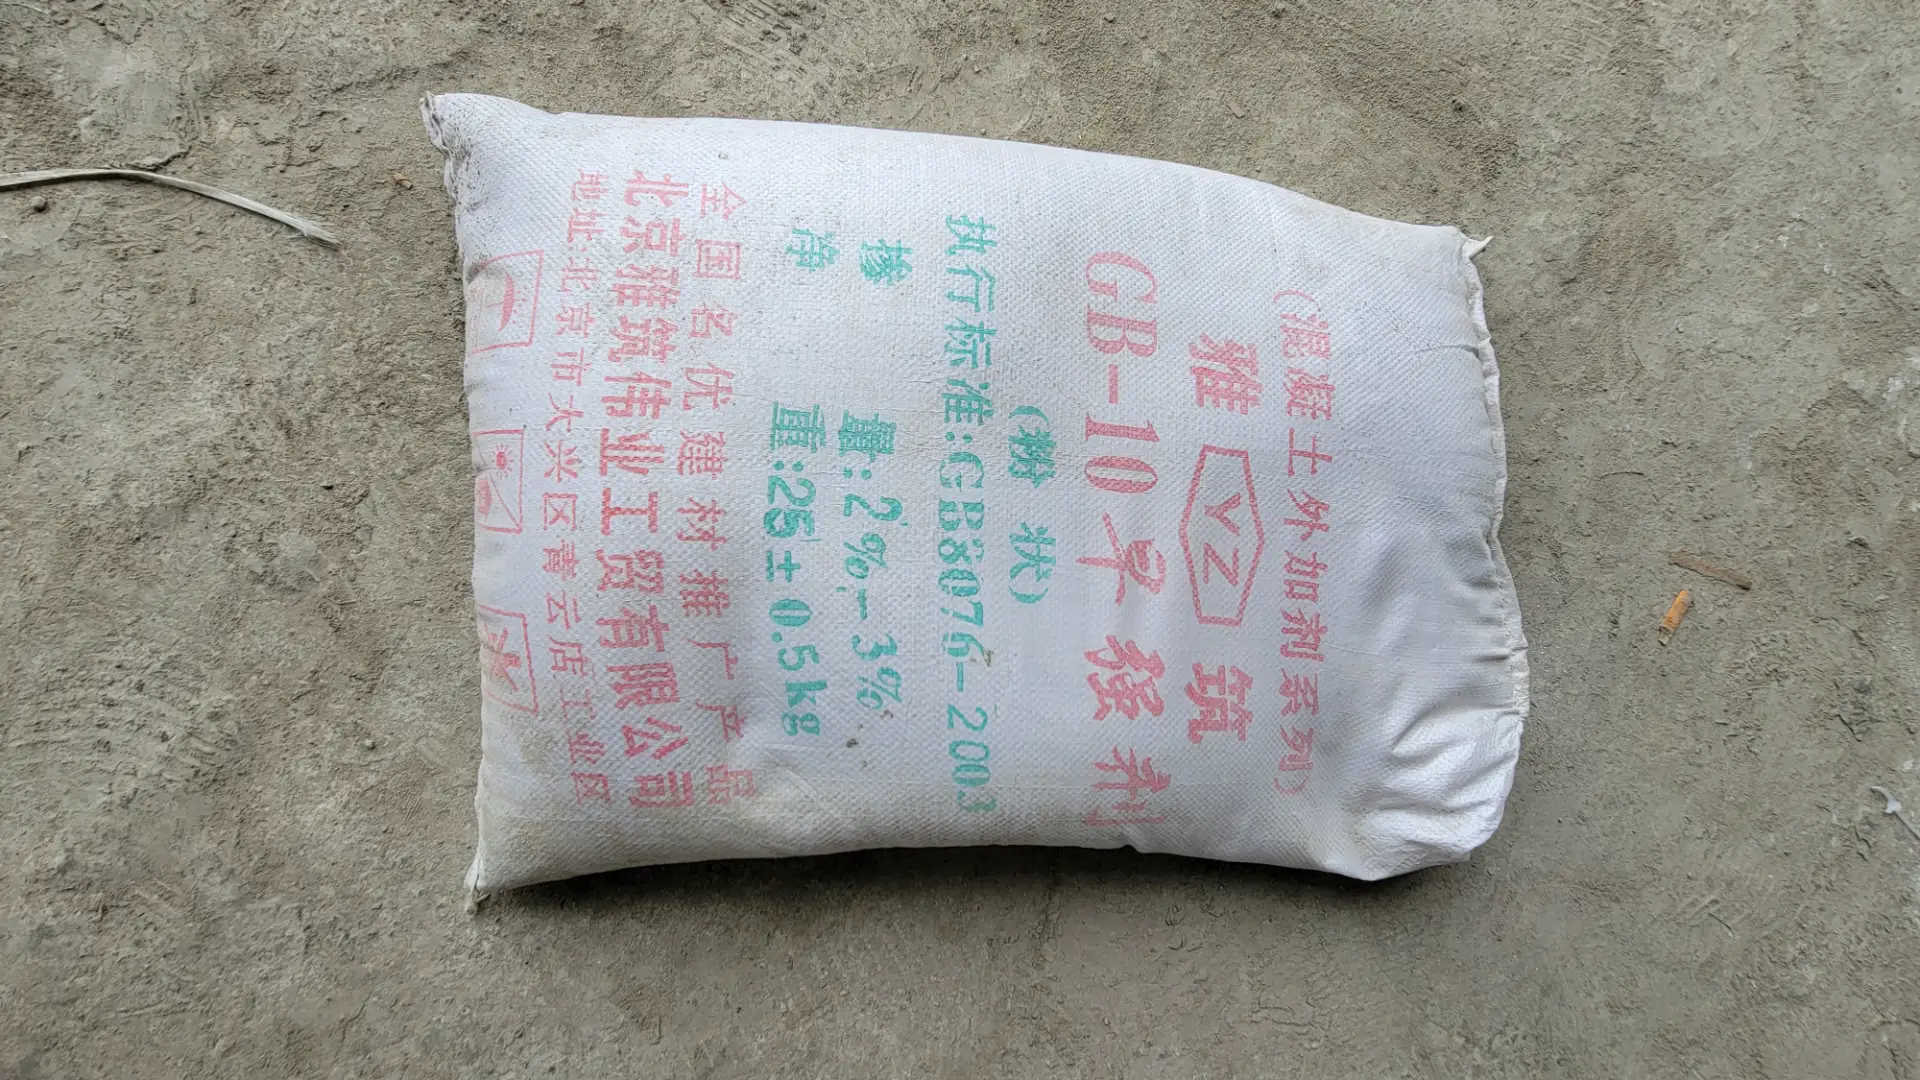 (混凝土外加剂系列)
雅 YZ 筑
GB-10早强剂
(粉状)
执行标准:GB8076-2003
掺量:2%-3%
净重:25±0.5kg
全国名优建材推广产品
北京雅筑伟业工贸有限公司
地址:北京市大兴区青云店工业区